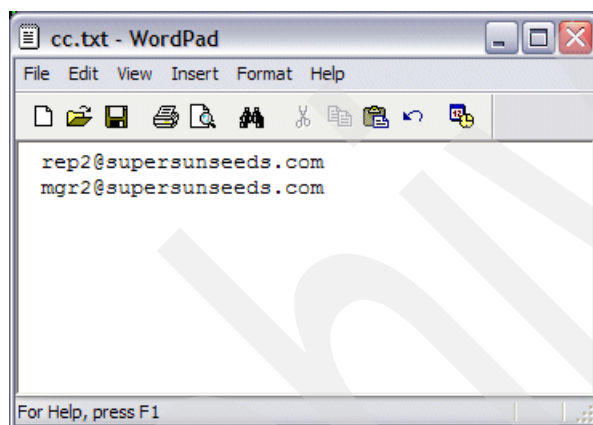 cc.txt - WordPad
File Edit View Insert Format Help
rep2@supersunseeds.com
mgr2@supersunseeds.com
For Help, press F1